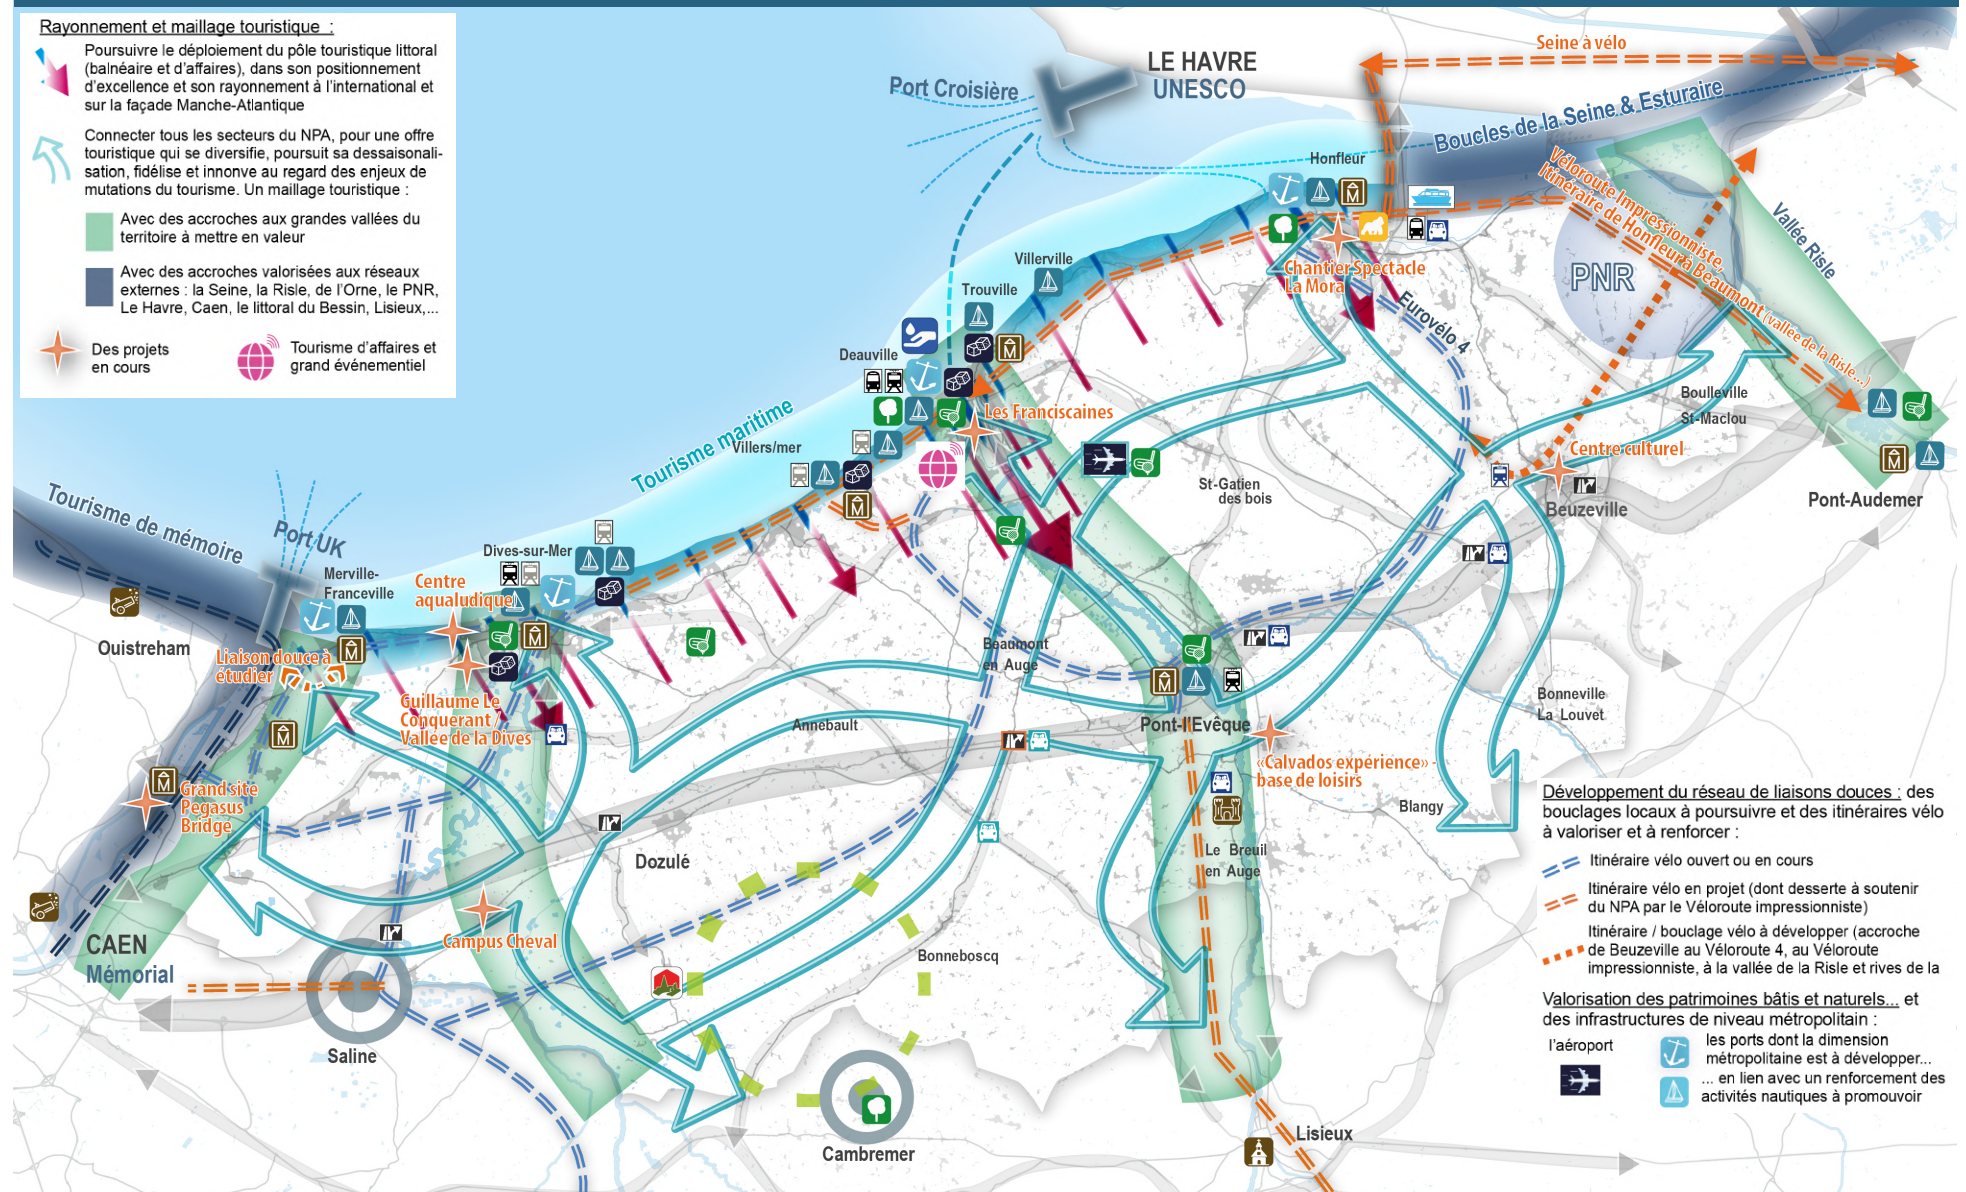 Rayonnement et maillage touristique :
Poursuivre le déploiement du pôle touristique littoral
(balnéaire et d'affaires), dans son positionnement
d'excellence et son rayonnement à l'international et
sur la façade Manche-Atlantique
Connecter tous les secteurs du NPA, pour une offre
touristique qui se diversifie, poursuit sa dessaisonali-
sation, fidélise et innonve au regard des enjeux de
mutations du tourisme. Un maillage touristique :
Avec des accroches aux grandes vallées du
territoire à mettre en valeur
Avec des accroches valorisées aux réseaux
externes : la Seine, la Risle, de l'Orne, le PNR,
Le Havre, Caen, le littoral du Bessin, Lisieux,...
Des projets
en cours
Tourisme d'affaires et
grand événementiel
Port Croisière
LE HAVRE
UNESCO
Seine à vélo
Boucles de la Seine & Esturaire
Honfleur
Véloroute Impressionniste,
Itinéraire de Honfleur à Beaumont (vallée de la Risle...)
Vallée Risle
PNR
Villerville
Trouville
Chantier Spectacle
La Mora
Eurovélo 4
Deauville
Les Franciscaines
Boulleville
St-Maclou
Tourisme maritime
Villers/mer
Centre culturel
St-Gatien
des bois
Beuzeville
Pont-Audemer
Tourisme de mémoire
Port UK
Dives-sur-Mer
Merville-
Franceville
Centre
aqualudique
Ouistreham
Liaison douce à
étudier
Beaumont
en Auge
Guillaume Le
Conquerant /
Vallée de la Dives
Annebault
Pont-l'Evêque
Bonneville
La Louvet
«Calvados expérience» -
base de loisirs
Grand site
Pegasus
Bridge
Blangy
Dozulé
Le Breuil
en Auge
CAEN
Mémorial
Campus Cheval
Bonneboscq
Saline
Cambremer
Lisieux
Développement du réseau de liaisons douces : des
bouclages locaux à poursuivre et des itinéraires vélo
à valoriser et à renforcer :
Itinéraire vélo ouvert ou en cours
Itinéraire vélo en projet (dont desserte à soutenir
du NPA par le Véloroute impressionniste)
Itinéraire / bouclage vélo à développer (accroche
de Beuzeville au Véloroute 4, au Véloroute
impressionniste, à la vallée de la Risle et rives de la
Valorisation des patrimoines bâtis et naturels... et
des infrastructures de niveau métropolitain :
l'aéroport
les ports dont la dimension
métropolitaine est à développer...
... en lien avec un renforcement des
activités nautiques à promouvoir